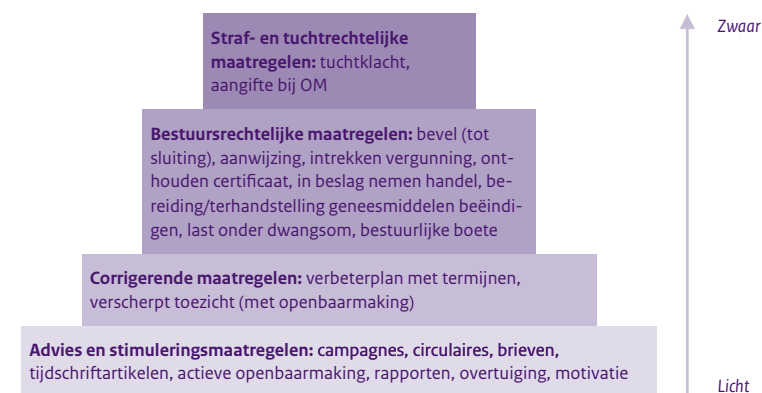 Straf- en tuchtrechtelijke
maatregelen: tuchtklacht,
aangifte bij OM
Zwaar
Bestuursrechtelijke maatregelen: bevel (tot
sluiting), aanwijzing, intrekken vergunning, ont-
houden certificaat, in beslag nemen handel, be-
reiding/terhandstelling geneesmiddelen beëindi-
gen, last onder dwangsom, bestuurlijke boete
Corrigerende maatregelen: verbeterplan met termijnen,
verscherpt toezicht (met openbaarmaking)
Advies en stimuleringsmaatregelen: campagnes, circulaires, brieven,
tijdschriftartikelen, actieve openbaarmaking, rapporten, overtuiging, motivatie
Licht